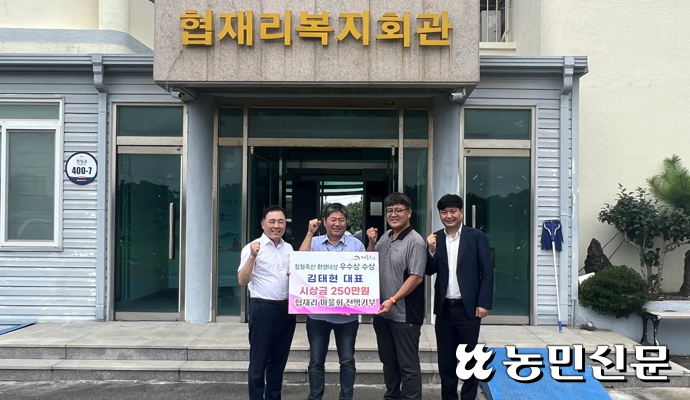 협재리복지회관
400-7
청정축산 환경대상 우수상 수상
김태현 대표
시상금 250만원
협재리 마을회 전액기부
농민신문